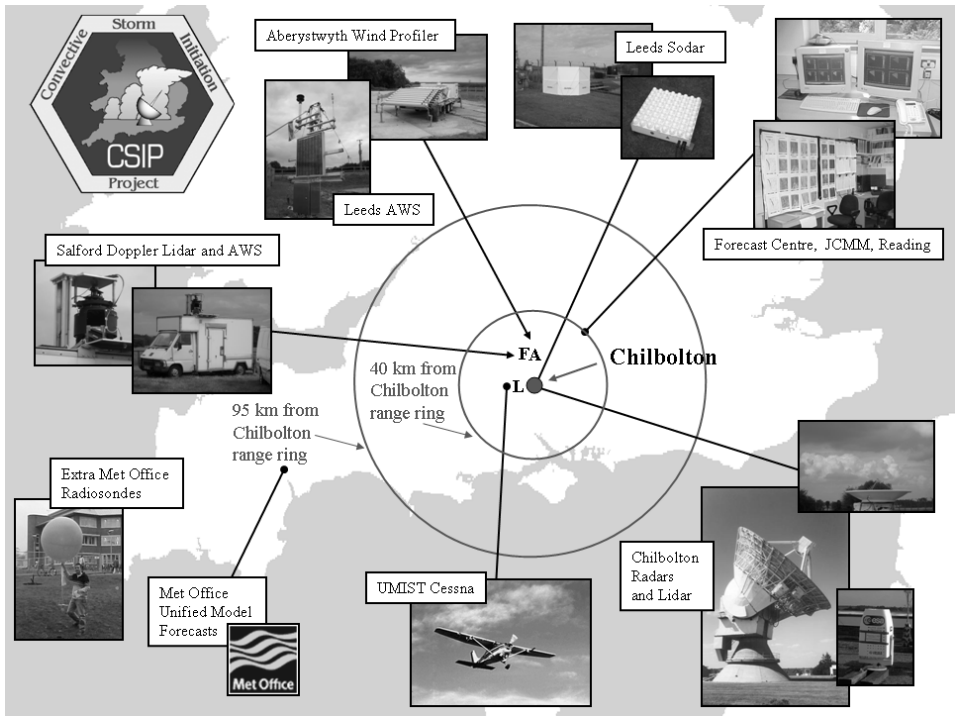 Convective
Storm
Initiation
CSIP
Project
Aberystwyth Wind Profiler
Leeds AWS
Leeds Sodar
Forecast Centre, JCMM, Reading
Salford Doppler Lidar and AWS
FA
Chilbolton
L
40 km from
Chilbolton
range ring
95 km from
Chilbolton
range ring
Extra Met Office
Radiosondes
Met Office
Unified Model
Forecasts
Met Office
UMIST Cessna
Chilbolton
Radars
and Lidar